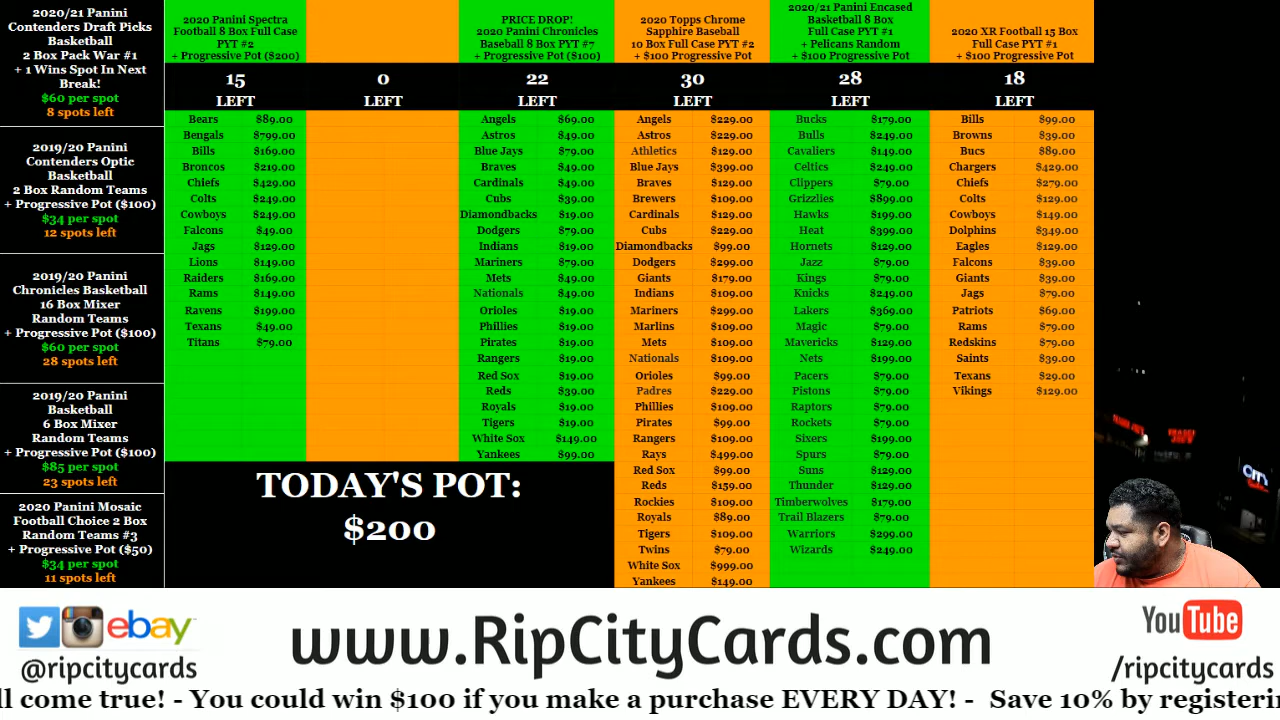 2020/21 Panini
Contenders Draft Picks
Basketball
2 Box Pack War #1
+ 1 Wins Spot In Next
Break!
$60 per spot
8 spots left
2019/20 Panini
Contenders Optic
Basketball
2 Box Random Teams
+ Progressive Pot ($100)
$34 per spot
12 spots left
2019/20 Panini
Chronicles Basketball
16 Box Mixer
Random Teams
+ Progressive Pot ($100)
$60 per spot
28 spots left
2019/20 Panini
Basketball
6 Box Mixer
Random Teams
+ Progressive Pot ($100)
$85 per spot
23 spots left
2020 Panini Mosaic
Football Choice 2 Box
Random Teams #3
+ Progressive Pot ($50)
$34 per spot
11 spots left
2020 Panini Spectra
Football 8 Box Full Case
PYT #2
+ Progressive Pot ($200)
15
LEFT
Bears $89.00
Bengals $799.00
Bills $169.00
Broncos $219.00
Chiefs $429.00
Colts $249.00
Cowboys $249.00
Falcons $49.00
Jags $129.00
Lions $149.00
Raiders $169.00
Rams $149.00
Ravens $199.00
Texans $49.00
Titans $79.00
0
LEFT
PRICE DROP!
2020 Panini Chronicles
Baseball 8 Box PYT #7
+ Progressive Pot ($100)
22
LEFT
Angels $69.00
Astros $49.00
Blue Jays $79.00
Braves $49.00
Cardinals $49.00
Cubs $39.00
Diamondbacks $19.00
Dodgers $79.00
Indians $19.00
Mariners $79.00
Mets $49.00
Nationals $49.00
Orioles $19.00
Phillies $19.00
Pirates $19.00
Rangers $19.00
Red Sox $19.00
Reds $39.00
Royals $19.00
Tigers $19.00
White Sox $149.00
Yankees $99.00
2020 Topps Chrome
Sapphire Baseball
10 Box Full Case PYT #2
+ $100 Progressive Pot
30
LEFT
Angels $229.00
Astros $229.00
Athletics $129.00
Blue Jays $399.00
Braves $129.00
Brewers $109.00
Cardinals $129.00
Cubs $229.00
Diamondbacks $99.00
Dodgers $299.00
Giants $179.00
Indians $109.00
Mariners $299.00
Marlins $109.00
Mets $109.00
Nationals $109.00
Orioles $99.00
Padres $229.00
Phillies $109.00
Pirates $99.00
Rangers $109.00
Rays $499.00
Red Sox $99.00
Reds $159.00
Rockies $109.00
Royals $89.00
Tigers $109.00
Twins $79.00
White Sox $999.00
Yankees $149.00
2020/21 Panini Encased
Basketball 8 Box
Full Case PYT #1
+ Pelicans Random
+ $100 Progressive Pot
28
LEFT
Bucks $179.00
Bulls $249.00
Cavaliers $149.00
Celtics $249.00
Clippers $79.00
Grizzlies $899.00
Hawks $199.00
Heat $399.00
Hornets $129.00
Jazz $79.00
Kings $79.00
Knicks $249.00
Lakers $369.00
Magic $79.00
Mavericks $129.00
Nets $199.00
Pacers $79.00
Pistons $79.00
Raptors $79.00
Rockets $79.00
Sixers $199.00
Spurs $79.00
Suns $129.00
Thunder $129.00
Timberwolves $179.00
Trail Blazers $79.00
Warriors $299.00
Wizards $249.00
2020 XR Football 15 Box
Full Case PYT #1
+ $100 Progressive Pot
18
LEFT
Bills $99.00
Browns $39.00
Bucs $89.00
Chargers $429.00
Chiefs $279.00
Colts $129.00
Cowboys $149.00
Dolphins $349.00
Eagles $129.00
Falcons $39.00
Giants $39.00
Jags $79.00
Patriots $69.00
Rams $79.00
Redskins $79.00
Saints $39.00
Texans $29.00
Vikings $129.00
TODAY'S POT:
$200
ebay
@ripcitycards
www.RipCityCards.com
YouTube
/ripcitycards
ll come true! - You could win $100 if you make a purchase EVERY DAY! - Save 10% by registerin